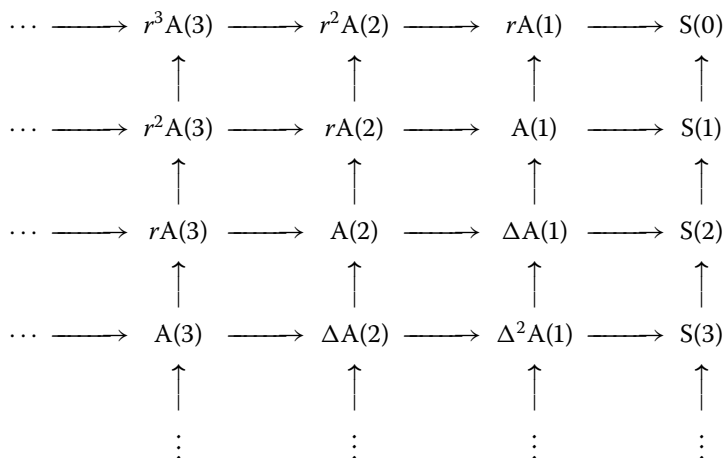 ⋯ ⟶ r³A(3) ⟶ r²A(2) ⟶ rA(1) ⟶ S(0)
↑ ↑ ↑ ↑
⋯ ⟶ r²A(3) ⟶ rA(2) ⟶ A(1) ⟶ S(1)
↑ ↑ ↑ ↑
⋯ ⟶ rA(3) ⟶ A(2) ⟶ ΔA(1) ⟶ S(2)
↑ ↑ ↑ ↑
⋯ ⟶ A(3) ⟶ ΔA(2) ⟶ Δ²A(1) ⟶ S(3)
↑ ↑ ↑ ↑
⋮ ⋮ ⋮ ⋮